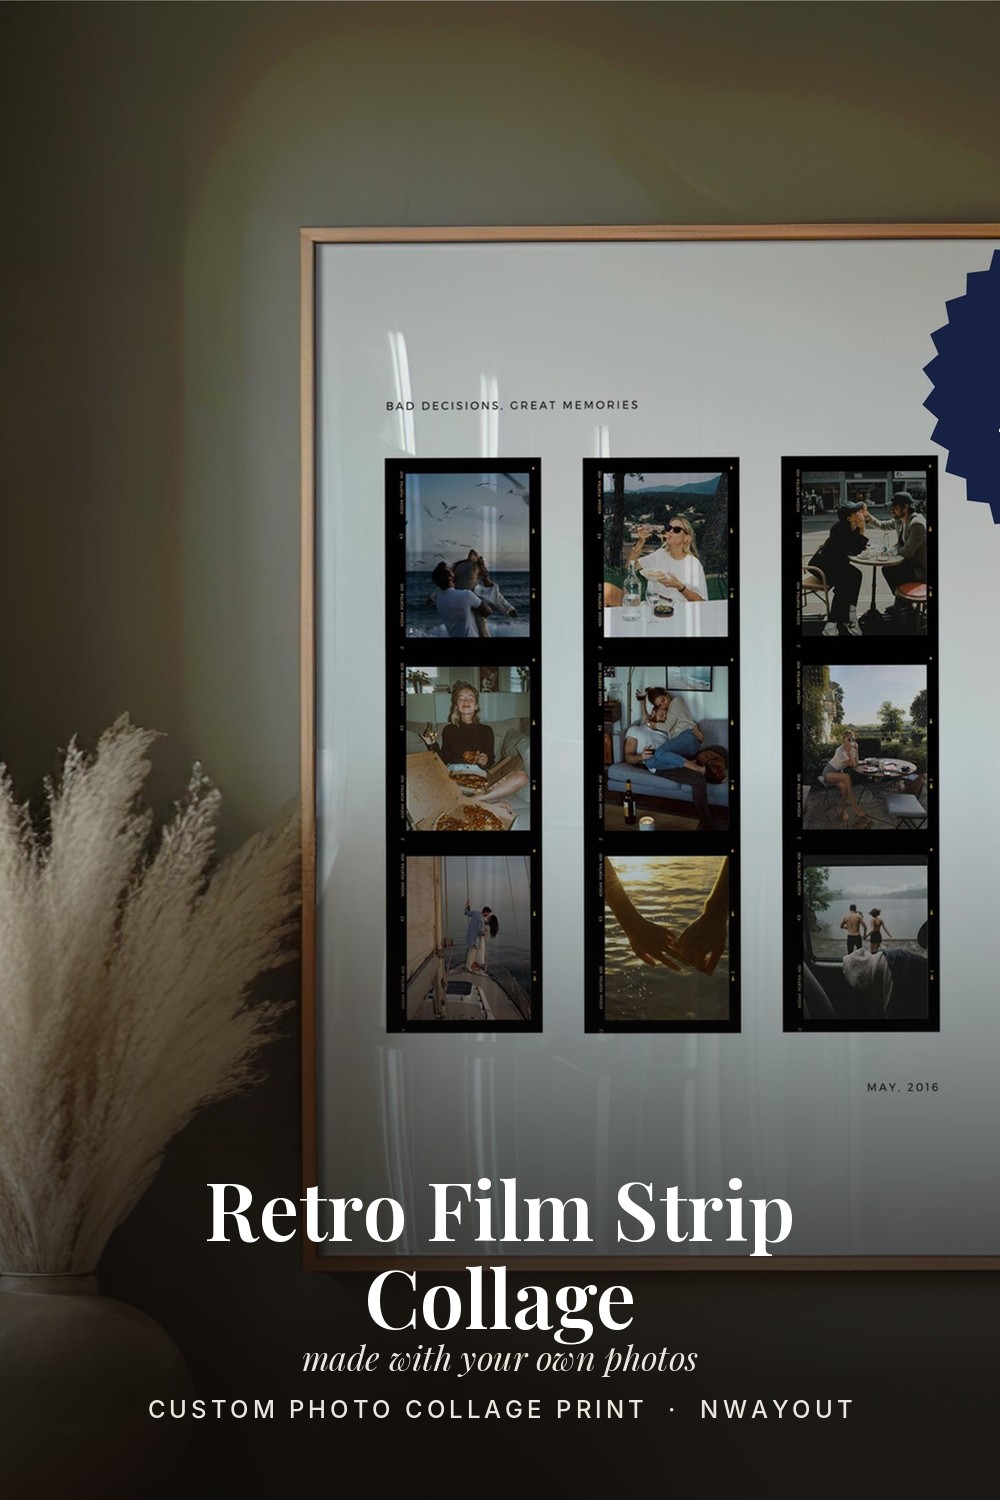 BAD DECISIONS, GREAT MEMORIES
MAY, 2016
Retro Film Strip
Collage
made with your own photos
CUSTOM PHOTO COLLAGE PRINT · NWAYOUT